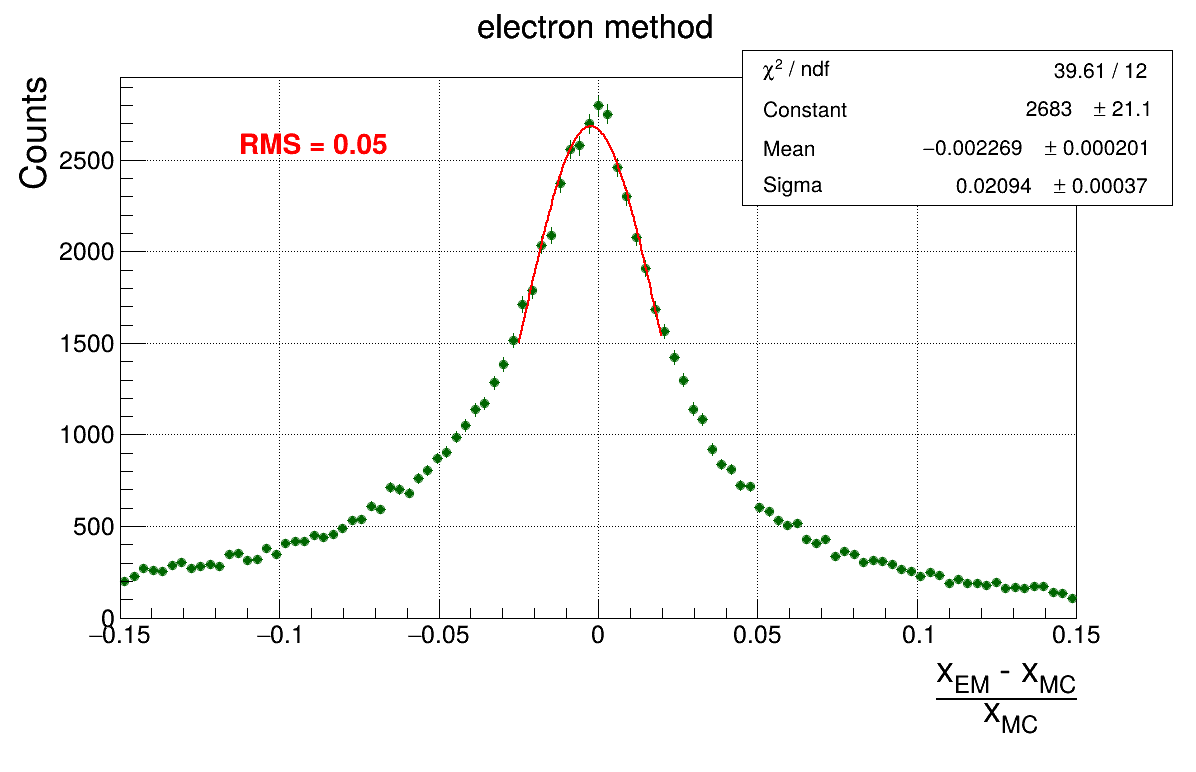 electron method
Counts
RMS = 0.05
χ² / ndf 39.61 / 12
Constant 2683 ± 21.1
Mean −0.002269 ± 0.000201
Sigma 0.02094 ± 0.00037
2500
2000
1500
1000
500
0
−0.15 −0.1 −0.05 0 0.05 0.1 0.15
x_EM - x_MC
x_MC